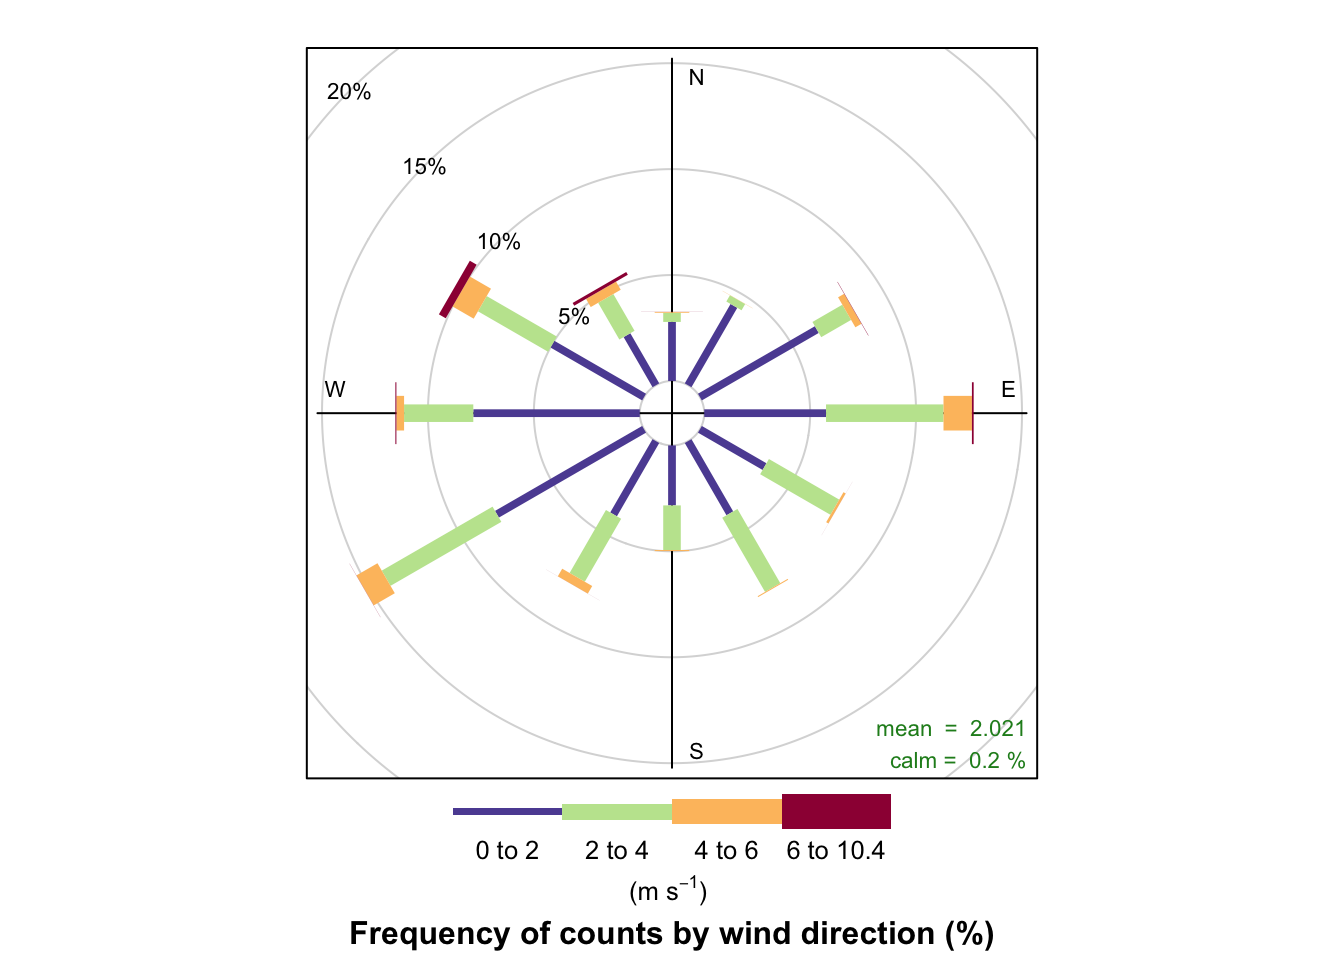 N
20%
15%
10%
5%
W
E
S
mean = 2.021
calm = 0.2 %
0 to 2 2 to 4 4 to 6 6 to 10.4
(m s⁻¹)
Frequency of counts by wind direction (%)